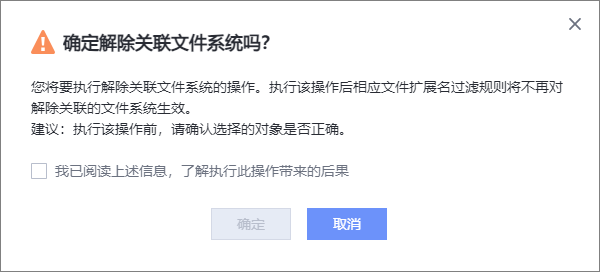 确定解除关联文件系统吗？
您将要执行解除关联文件系统的操作。执行该操作后相应文件扩展名过滤规则将不再对
解除关联的文件系统生效。
建议：执行该操作前，请确认选择的对象是否正确。
我已阅读上述信息，了解执行此操作带来的后果
确定
取消